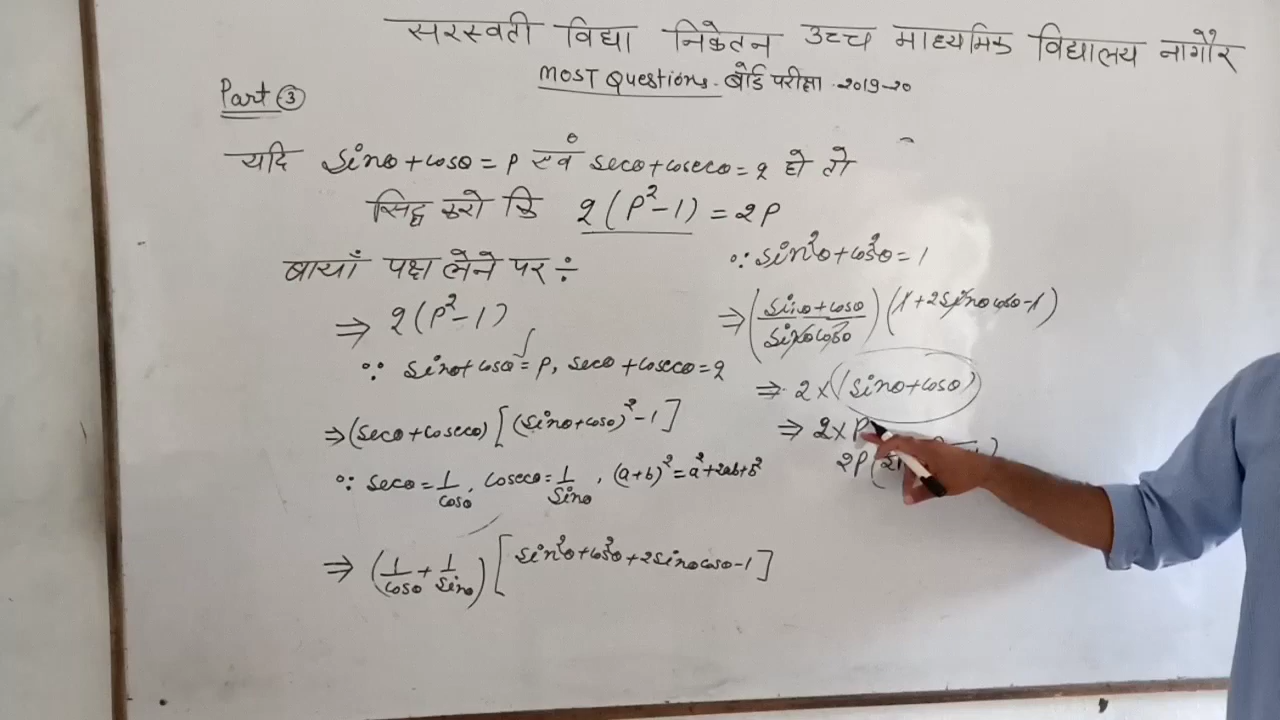 सरस्वती विद्या निकेतन उच्च माध्यमिक विद्यालय नागौर
MOST Questions. बोर्ड परीक्षा 2019-20
Part ③
यदि sinθ+cosθ = P एवं secθ+cosecθ = q हो तो
सिद्ध करो कि q(P²-1) = 2P
बायाँ पक्ष लेने पर ÷
⇒ q(P²-1)
∵ sinθ+cosθ = P, secθ+cosecθ = q
⇒ (secθ+cosecθ) [(sinθ+cosθ)²-1]
∵ secθ = 1/cosθ, cosecθ = 1/sinθ, (a+b)² = a²+2ab+b²
⇒ (1/cosθ + 1/sinθ) [sin²θ+cos²θ+2sinθcosθ-1]
∵ sin²θ+cos²θ = 1
⇒ (sinθ+cosθ/sinθcosθ) (1+2sinθcosθ-1)
⇒ 2×(sinθ+cosθ)
⇒ 2×P
2P